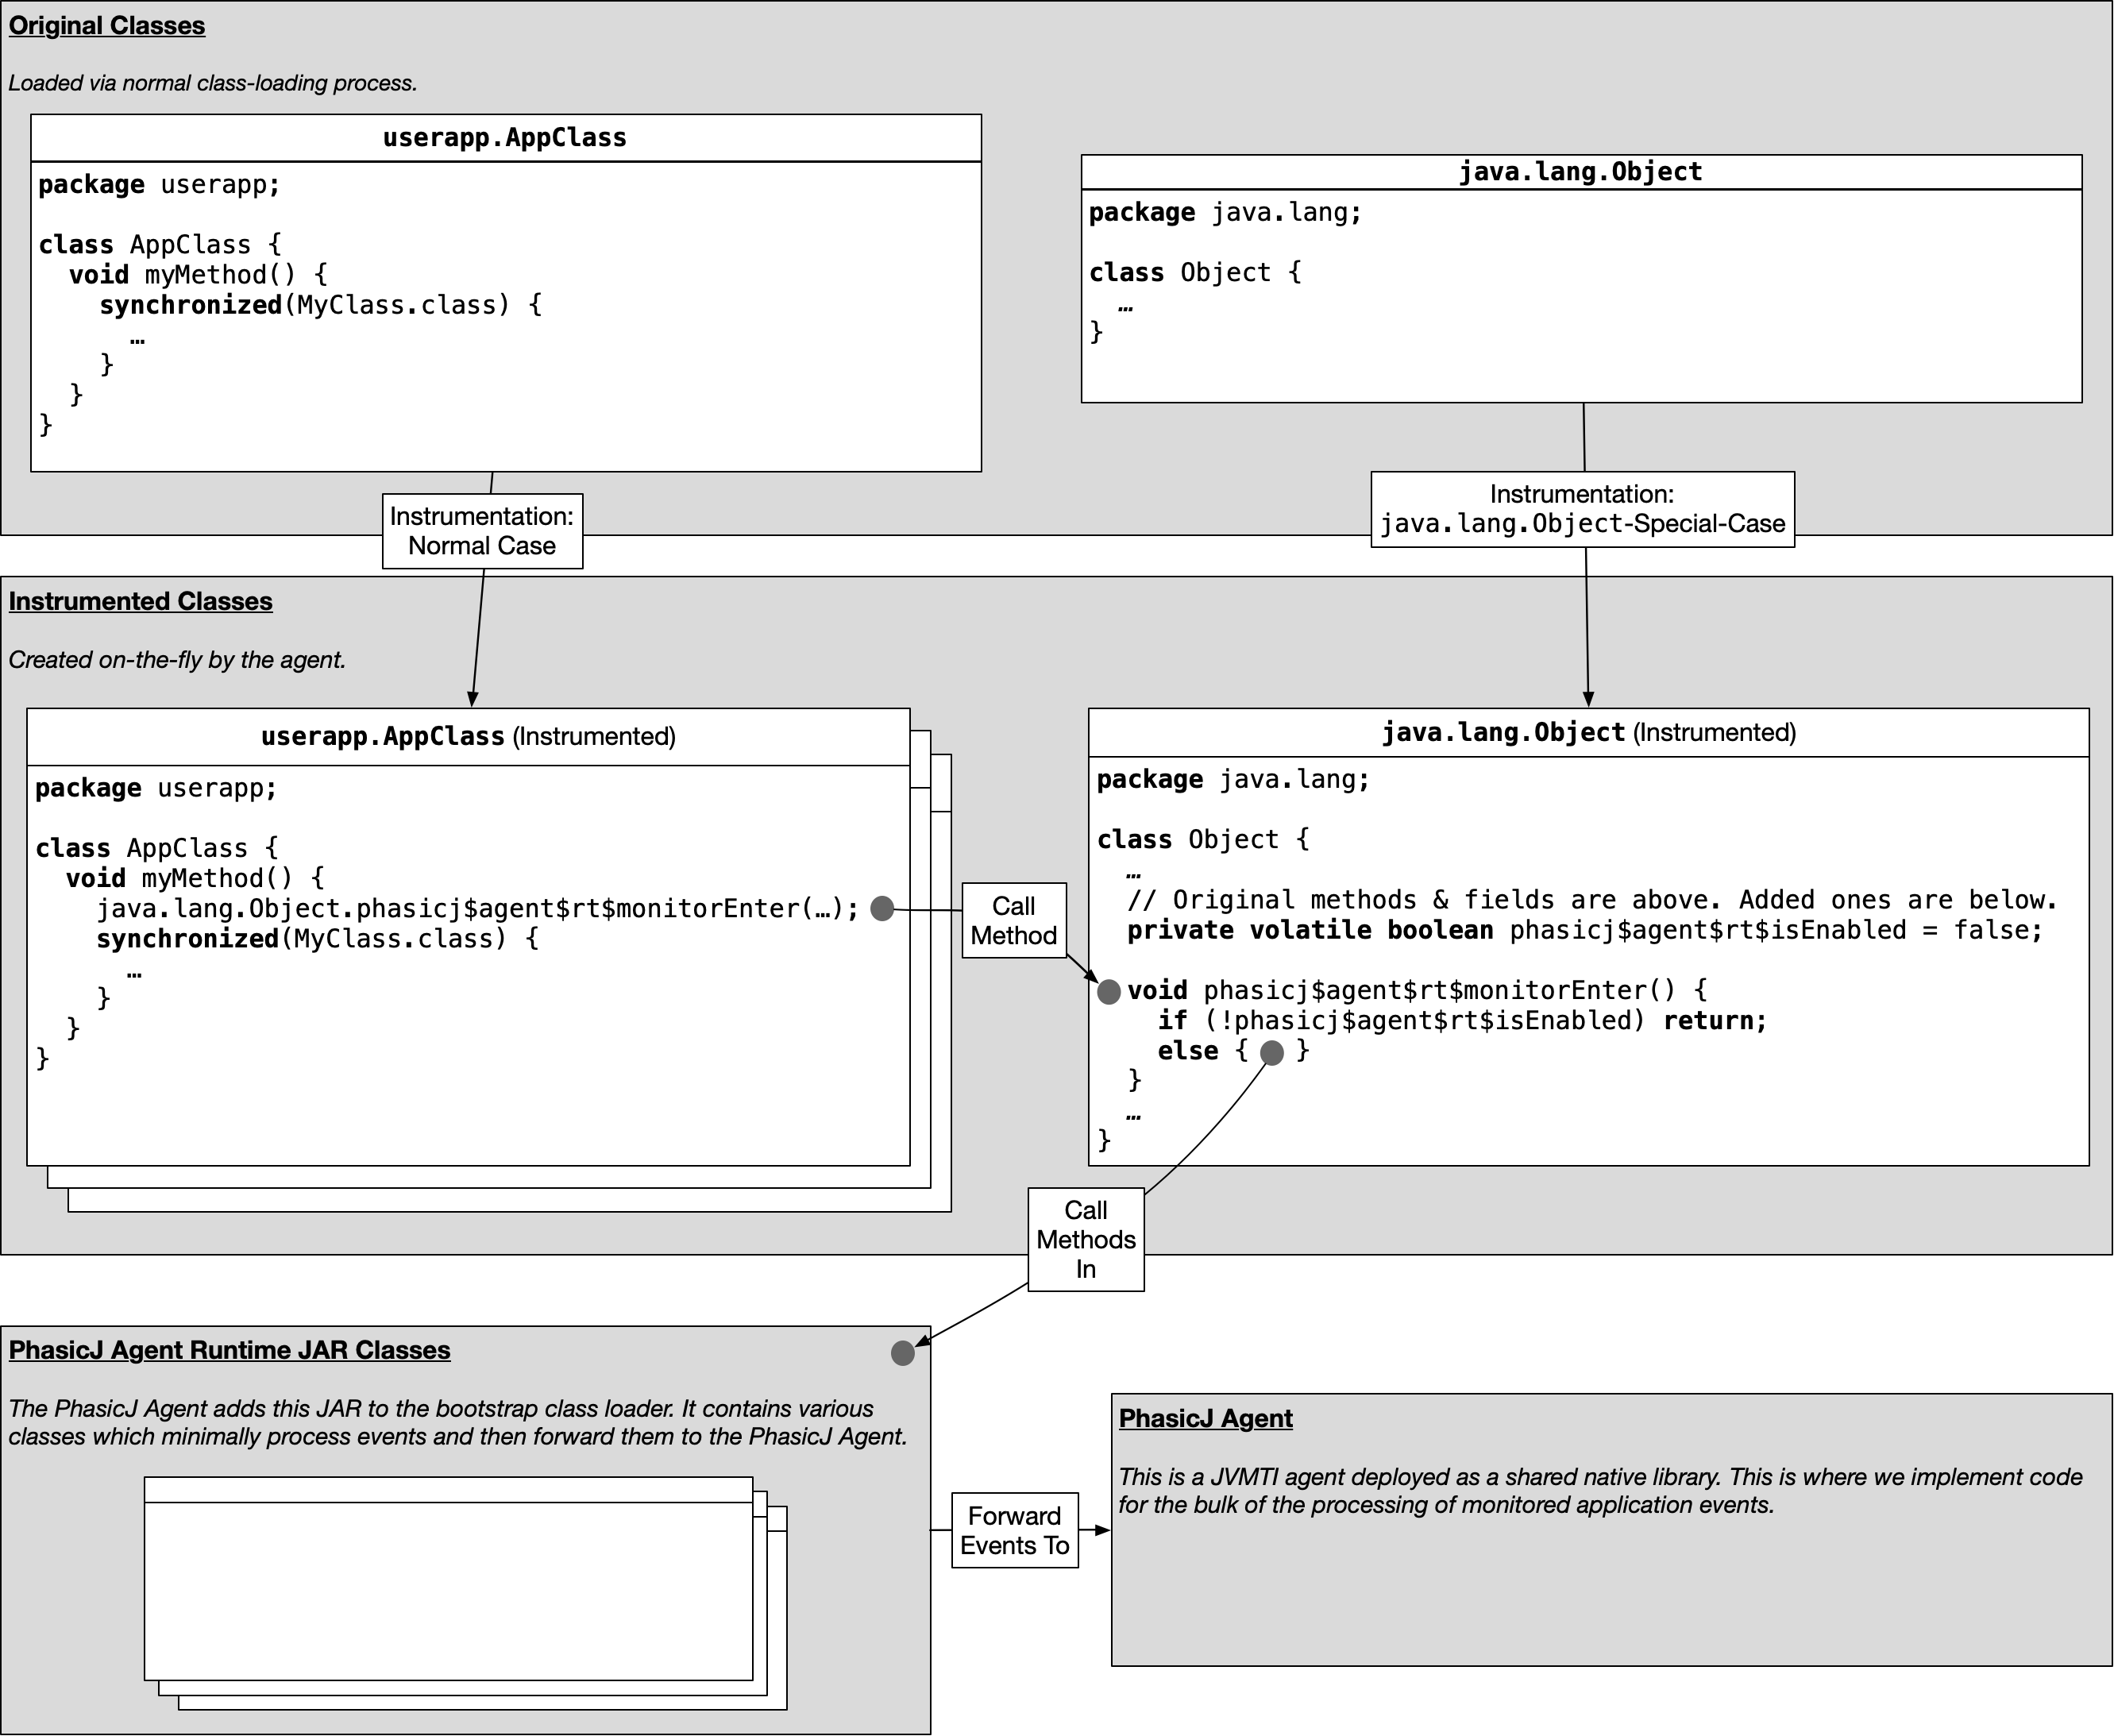 Original Classes
Loaded via normal class-loading process.
userapp.AppClass
package userapp;
class AppClass {
  void myMethod() {
    synchronized(MyClass.class) {
      …
    }
  }
}
java.lang.Object
package java.lang;
class Object {
  …
}
Instrumentation:
Normal Case
Instrumentation:
java.lang.Object-Special-Case
Instrumented Classes
Created on-the-fly by the agent.
userapp.AppClass (Instrumented)
package userapp;
class AppClass {
  void myMethod() {
    java.lang.Object.phasicj$agent$rt$monitorEnter(…);
    synchronized(MyClass.class) {
      …
    }
  }
}
Call
Method
java.lang.Object (Instrumented)
package java.lang;
class Object {
  …
  // Original methods & fields are above. Added ones are below.
  private volatile boolean phasicj$agent$rt$isEnabled = false;
  void phasicj$agent$rt$monitorEnter() {
    if (!phasicj$agent$rt$isEnabled) return;
    else { }
  }
  …
}
Call
Methods
In
PhasicJ Agent Runtime JAR Classes
The PhasicJ Agent adds this JAR to the bootstrap class loader. It contains various
classes which minimally process events and then forward them to the PhasicJ Agent.
Forward
Events To
PhasicJ Agent
This is a JVMTI agent deployed as a shared native library. This is where we implement code
for the bulk of the processing of monitored application events.